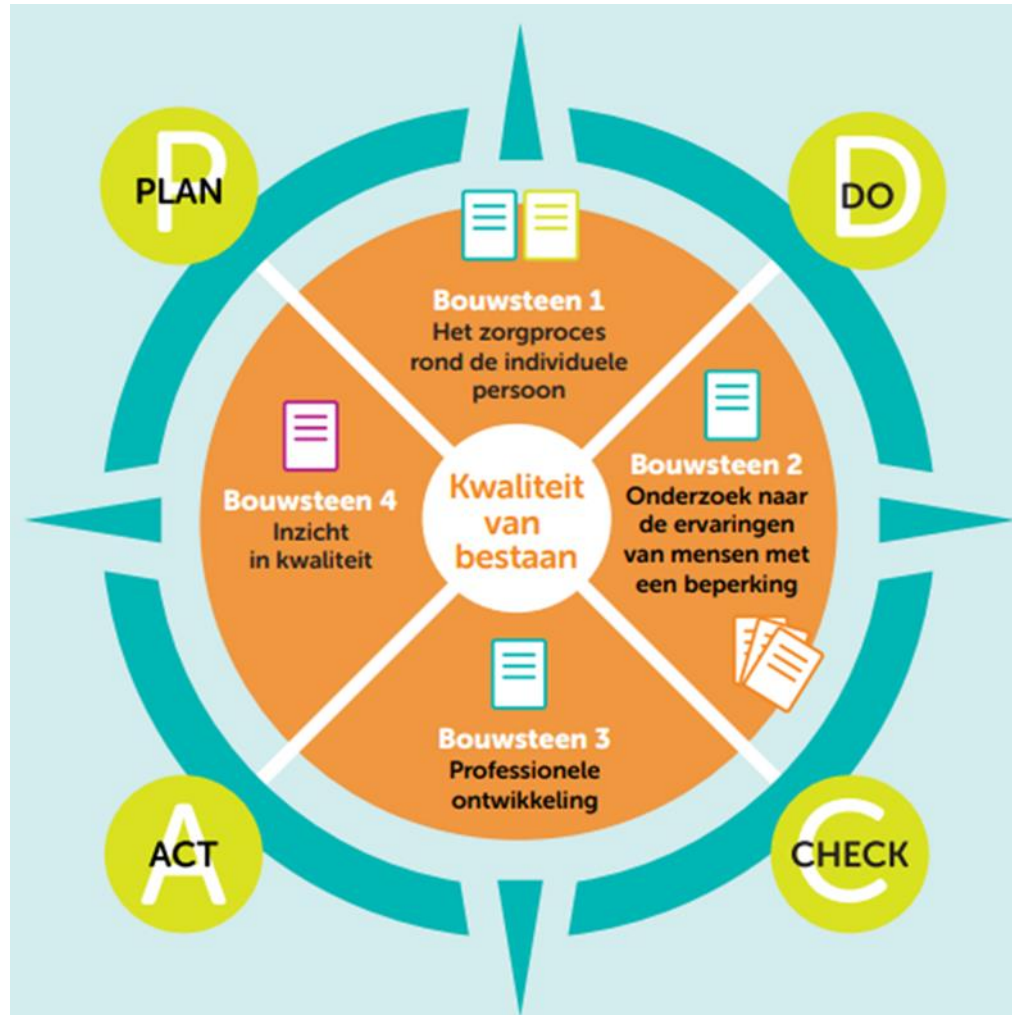 PLAN
DO
Bouwsteen 1
Het zorgproces
rond de individuele
persoon
Bouwsteen 2
Onderzoek naar
de ervaringen
van mensen met
een beperking
Bouwsteen 4
Inzicht
in kwaliteit
Kwaliteit
van
bestaan
Bouwsteen 3
Professionele
ontwikkeling
ACT
CHECK